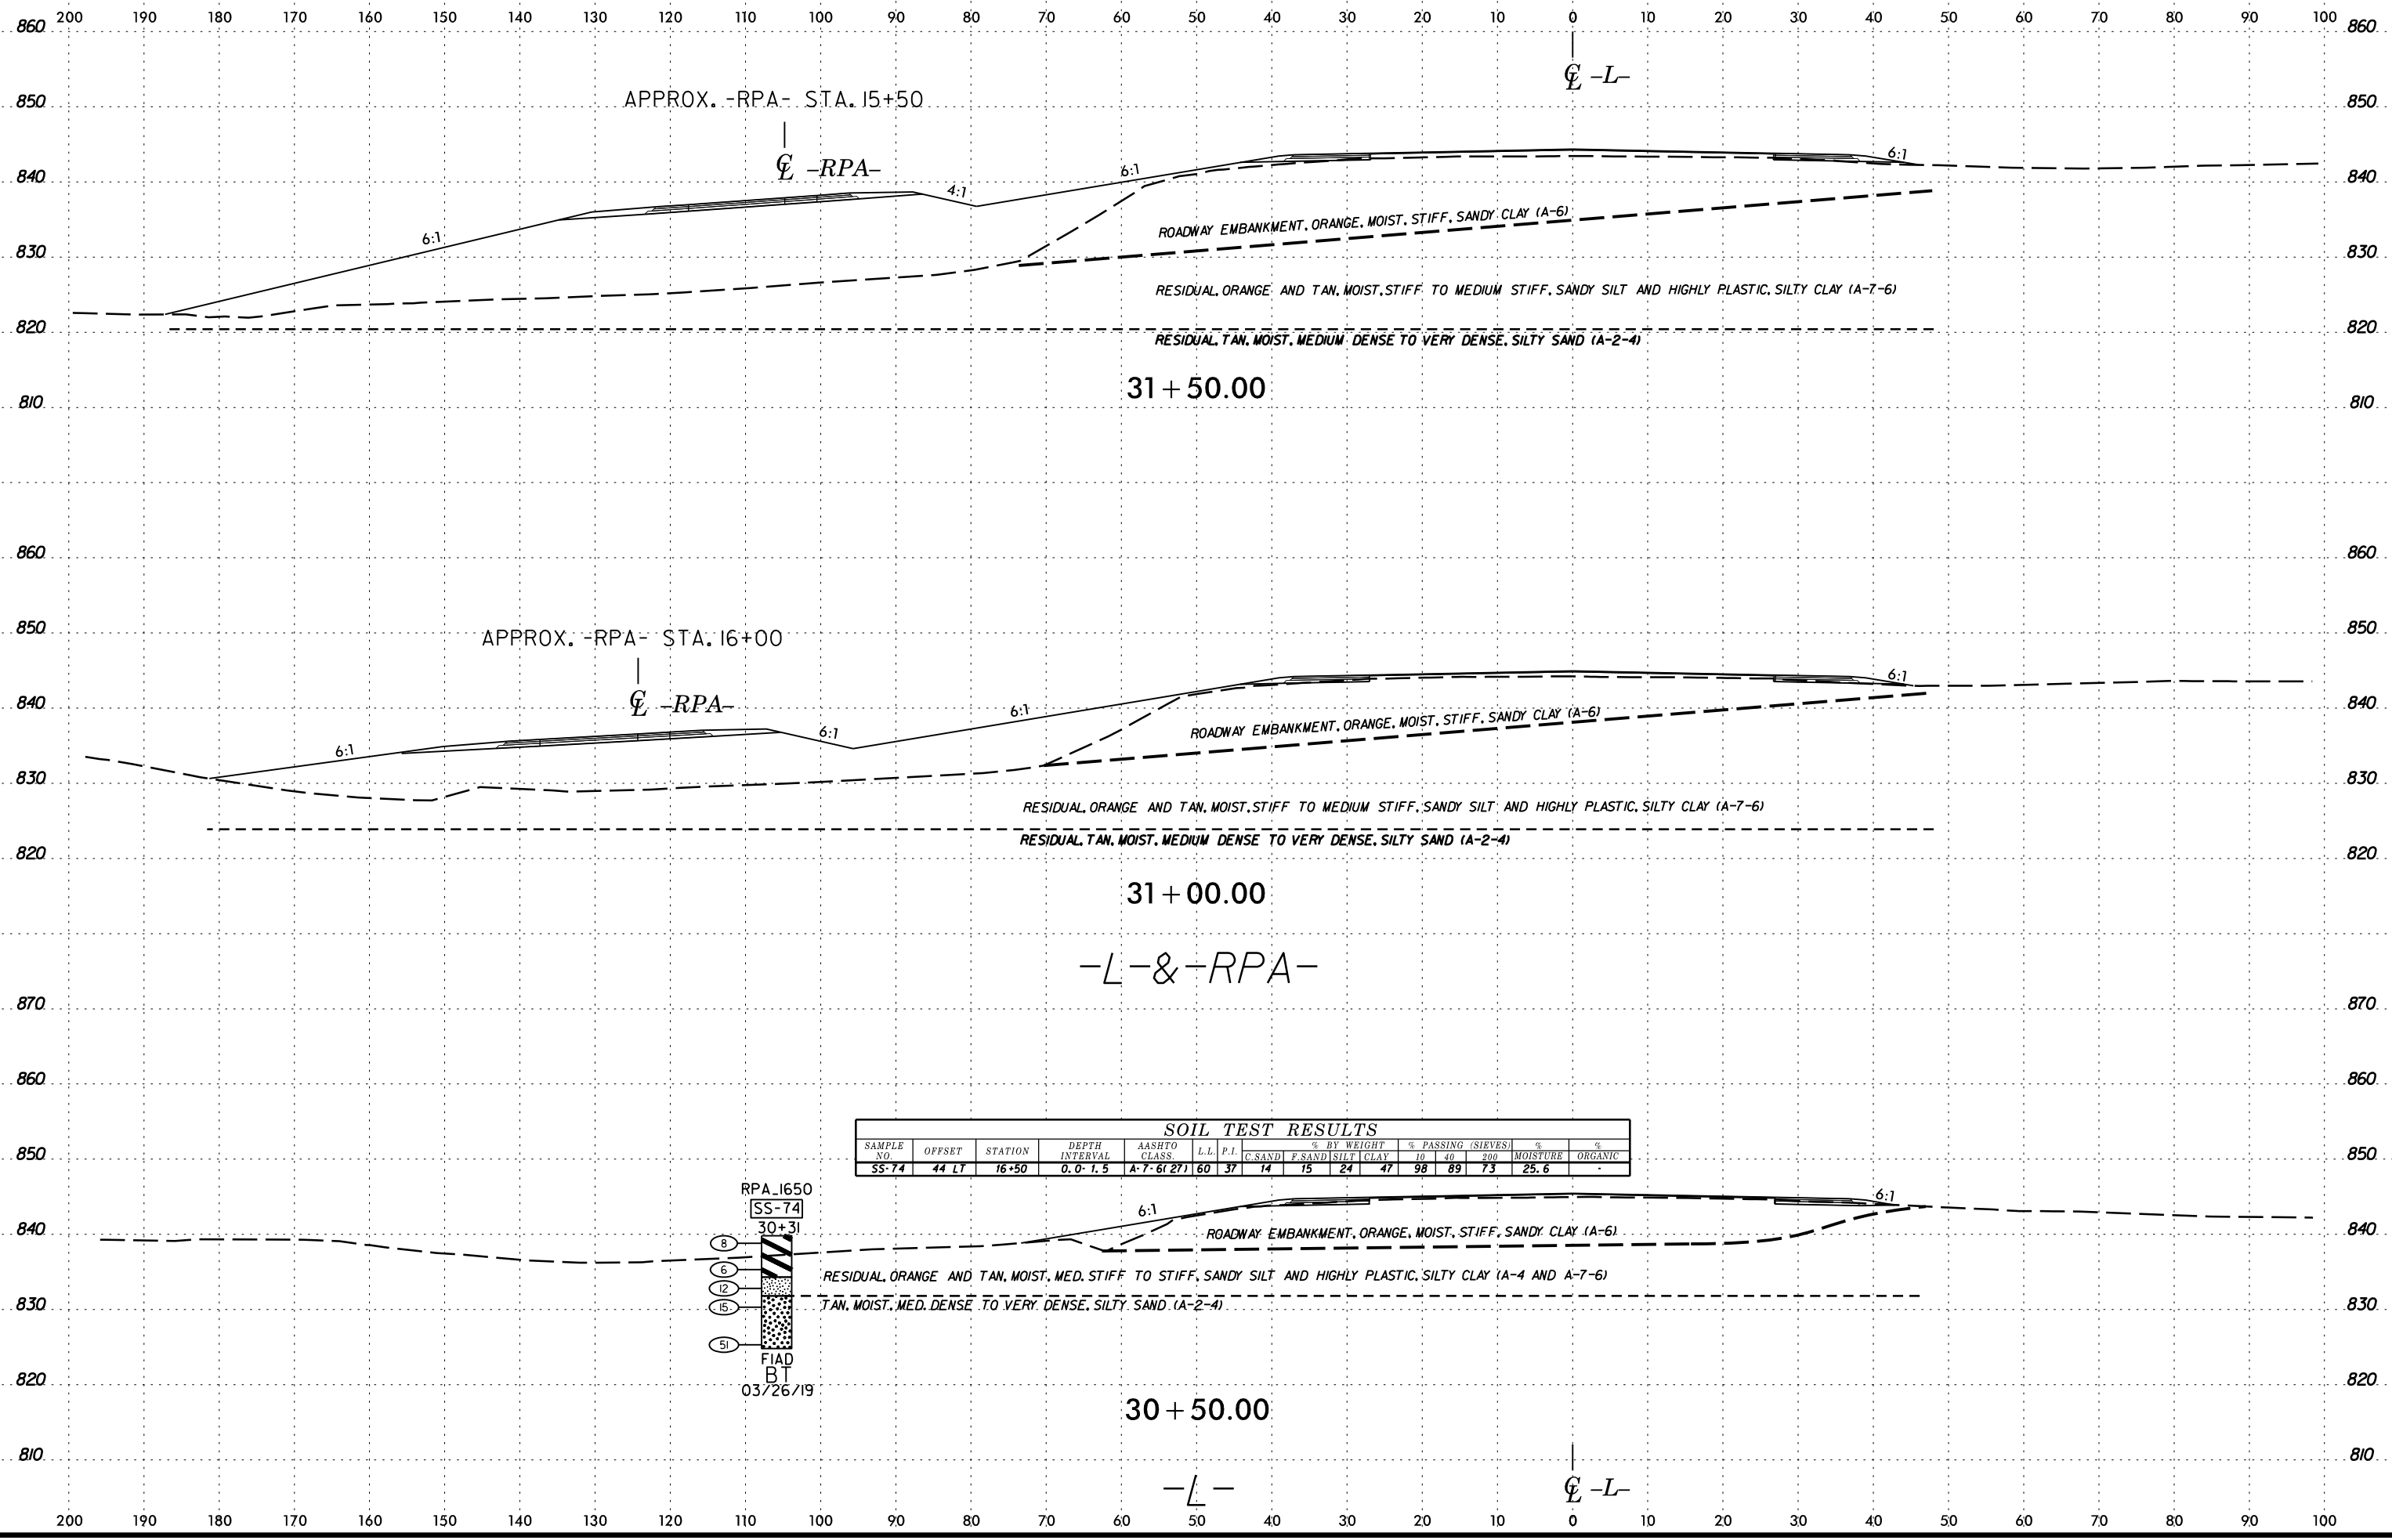 200 190 180 170 160 150 140 130 120 110 100 90 80 70 60 50 40 30 20 10 0 10 20 30 40 50 60 70 80 90 100
860 860
℄ -L-
850 850
APPROX. -RPA- STA. 15+50
℄ -RPA-
6:1 6:1
840 4:1 840
6:1
ROADWAY EMBANKMENT, ORANGE, MOIST, STIFF, SANDY CLAY (A-6)
830 830
RESIDUAL, ORANGE AND TAN, MOIST, STIFF TO MEDIUM STIFF, SANDY SILT AND HIGHLY PLASTIC, SILTY CLAY (A-7-6)
820 820
RESIDUAL, TAN, MOIST, MEDIUM DENSE TO VERY DENSE, SILTY SAND (A-2-4)
31+50.00
810 810
860 860
850 850
APPROX. -RPA- STA. 16+00
6:1
℄ -RPA-
840 840
6:1
ROADWAY EMBANKMENT, ORANGE, MOIST, STIFF, SANDY CLAY (A-6)
6:1 6:1
830 830
RESIDUAL, ORANGE AND TAN, MOIST, STIFF TO MEDIUM STIFF, SANDY SILT AND HIGHLY PLASTIC, SILTY CLAY (A-7-6)
RESIDUAL, TAN, MOIST, MEDIUM DENSE TO VERY DENSE, SILTY SAND (A-2-4)
820 820
31+00.00
-L-&-RPA-
870 870
860 860
SOIL TEST RESULTS
SAMPLE NO. OFFSET STATION DEPTH INTERVAL AASHTO CLASS. L.L. P.I. % BY WEIGHT C.SAND F.SAND SILT CLAY % PASSING (SIEVES) 10 40 200 % MOISTURE % ORGANIC
SS-74 44 LT 16+50 0.0-1.5 A-7-6(27) 60 37 14 15 24 47 98 89 73 25.6 -
850 850
RPA_1650
SS-74
30+31
6:1 6:1
840 840
ROADWAY EMBANKMENT, ORANGE, MOIST, STIFF, SANDY CLAY (A-6)
8
6
RESIDUAL, ORANGE AND TAN, MOIST, MED. STIFF TO STIFF, SANDY SILT AND HIGHLY PLASTIC, SILTY CLAY (A-4 AND A-7-6)
12
830 830
15
TAN, MOIST, MED. DENSE TO VERY DENSE, SILTY SAND (A-2-4)
51
FIAD
BT
820 820
03/26/19
30+50.00
810 810
-L-
℄ -L-
200 190 180 170 160 150 140 130 120 110 100 90 80 70 60 50 40 30 20 10 0 10 20 30 40 50 60 70 80 90 100